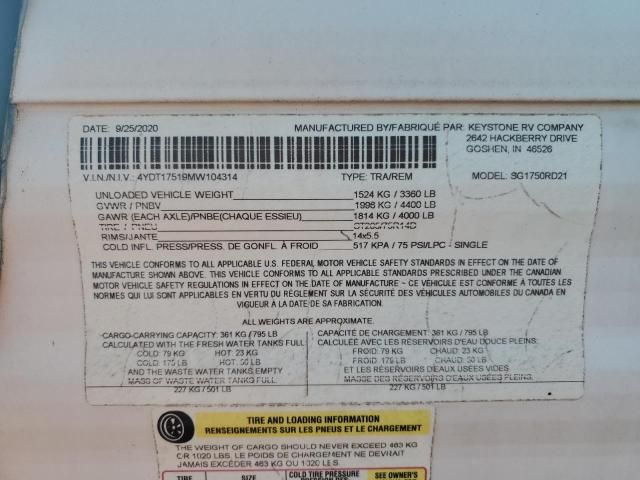 DATE: 9/25/2020 MANUFACTURED BY/FABRIQUÉ PAR: KEYSTONE RV COMPANY
2642 HACKBERRY DRIVE
GOSHEN, IN 46526
V.I.N./N.I.V.: 4YDT17519MW104314 TYPE: TRA/REM MODEL: SG1750RD21
UNLOADED VEHICLE WEIGHT 1524 KG / 3360 LB
GVWR / PNBV 1996 KG / 4400 LB
GAWR (EACH AXLE)/PNBE(CHAQUE ESSIEU) 1814 KG / 4000 LB
TIRE / PNEU ST205/75R14D
RIMS/JANTE 14x5.5
COLD INFL. PRESS/PRESS. DE GONFL. À FROID 517 KPA / 75 PSI/LPC - SINGLE
THIS VEHICLE CONFORMS TO ALL APPLICABLE U.S. FEDERAL MOTOR VEHICLE SAFETY STANDARDS IN EFFECT ON THE DATE OF
MANUFACTURE SHOWN ABOVE. THIS VEHICLE CONFORMS TO ALL APPLICABLE STANDARDS PRESCRIBED UNDER THE CANADIAN
MOTOR VEHICLE SAFETY REGULATIONS IN EFFECT ON THE DATE OF MANUFACTURE ~ CE VÉHICULE EST CONFORME À TOUTES LES
NORMES QUI LUI SONT APPLICABLES EN VERTU DU RÉGLEMENT SUR LA SÉCURITÉ DES VÉHICULES AUTOMOBILES DU CANADA EN
VIGUEUR À LA DATE DE SA FABRICATION.
ALL WEIGHTS ARE APPROXIMATE.
CARGO-CARRYING CAPACITY: 361 KG / 795 LB
CALCULATED WITH THE FRESH WATER TANKS FULL
COLD: 79 KG HOT: 23 KG
COLD: 175 LB HOT: 50 LB
AND THE WASTE WATER TANKS EMPTY
MASS OF WASTE WATER TANKS FULL:
227 KG / 501 LB
CAPACITÉ DE CHARGEMENT: 361 KG / 795 LB
CALCULÉE AVEC LES RÉSERVOIRS D'EAU DOUCE PLEINS.
FROID: 79 KG CHAUD: 23 KG
FROID: 175 LB CHAUD: 50 LB
ET LES RÉSERVOIRS D'EAUX USÉES VIDES
MASSE DES RÉSERVOIRS D'EAUX USÉES PLEINS:
227 KG / 501 LB
TIRE AND LOADING INFORMATION
RENSEIGNEMENTS SUR LES PNEUS ET LE CHARGEMENT
THE WEIGHT OF CARGO SHOULD NEVER EXCEED 463 KG
OR 1020 LBS. LE POIDS DE CHARGEMENT NE DEVRAIT
JAMAIS EXCÉDER 463 KG OU 1020 LES.
TIRE SIZE COLD TIRE PRESSURE SEE OWNER'S